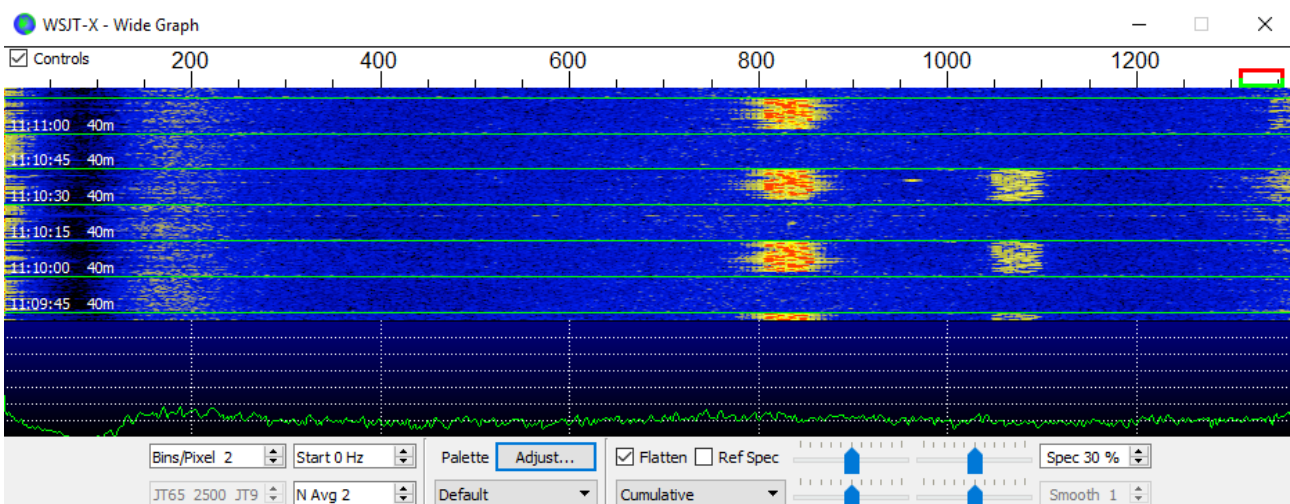 WSJT-X - Wide Graph
Controls 200 400 600 800 1000 1200
11:11:00 40m
11:10:45 40m
11:10:30 40m
11:10:15 40m
11:10:00 40m
11:09:45 40m
Bins/Pixel 2 Start 0 Hz Palette Adjust... Flatten Ref Spec Spec 30 %
JT65 2500 JT9 N Avg 2 Default Cumulative Smooth 1